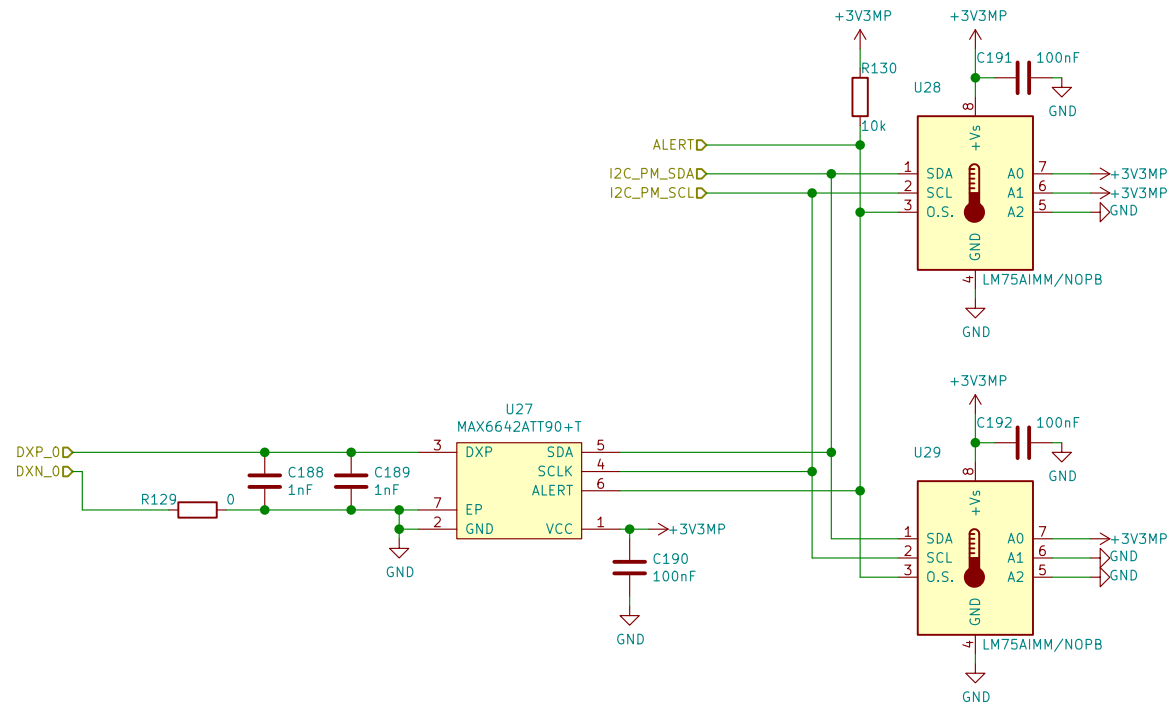 +3V3MP
+3V3MP
C191
100nF
R130
U28
GND
8
10k
+Vs
ALERT
I2C_PM_SDA
1
SDA
A0
7
+3V3MP
I2C_PM_SCL
2
SCL
A1
6
+3V3MP
3
O.S.
A2
5
GND
GND
4
LM75AIMM/NOPB
GND
+3V3MP
U27
C192
100nF
MAX6642ATT90+T
DXP_0
3
DXP
SDA
5
U29
DXN_0
SCLK
4
8
GND
C188
1nF
C189
1nF
ALERT
6
R129
0
7
EP
+Vs
2
GND
VCC
1
+3V3MP
1
SDA
A0
7
+3V3MP
2
SCL
A1
6
GND
GND
C190
100nF
3
O.S.
A2
5
GND
GND
GND
4
LM75AIMM/NOPB
GND